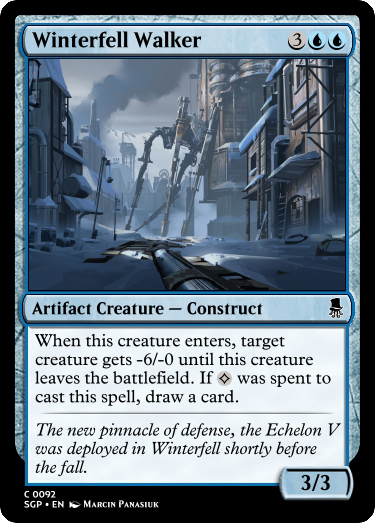 Winterfell Walker 3
Artifact Creature — Construct
When this creature enters, target
creature gets -6/-0 until this creature
leaves the battlefield. If was spent to
cast this spell, draw a card.
The new pinnacle of defense, the Echelon V
was deployed in Winterfell shortly before
the fall.
3/3
C 0092
SGP • EN Marcin Panasiuk